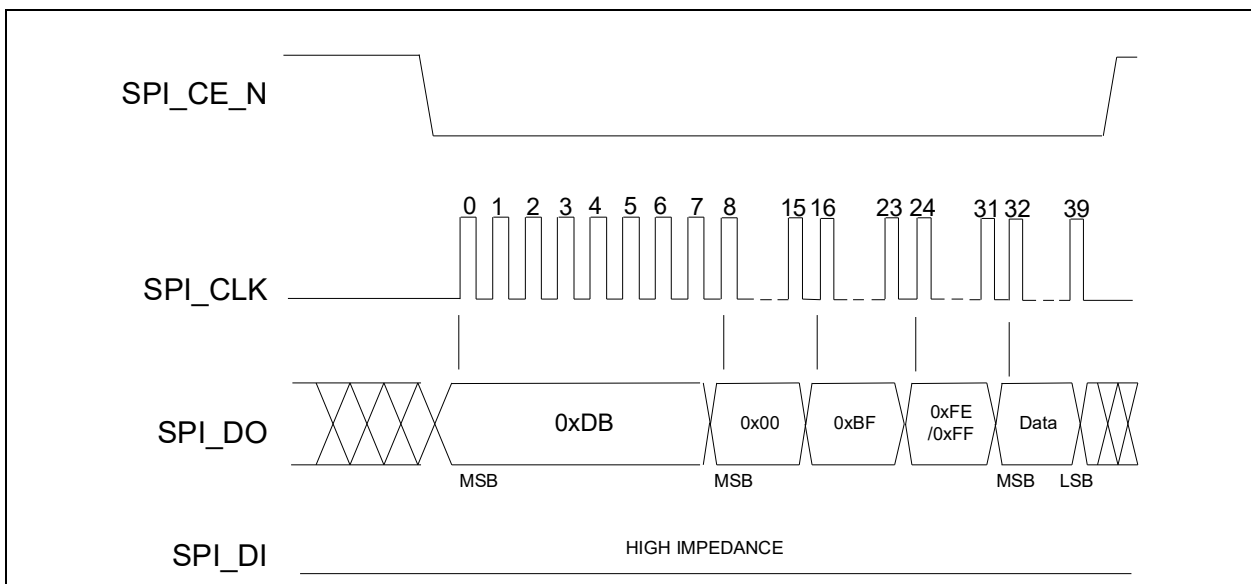 SPI_CE_N
0 1 2 3 4 5 6 7 8 15 16 23 24 31 32 39
SPI_CLK
SPI_DO
0xDB
0x00
0xBF
0xFE
/0xFF
Data
MSB MSB MSB LSB
SPI_DI
HIGH IMPEDANCE